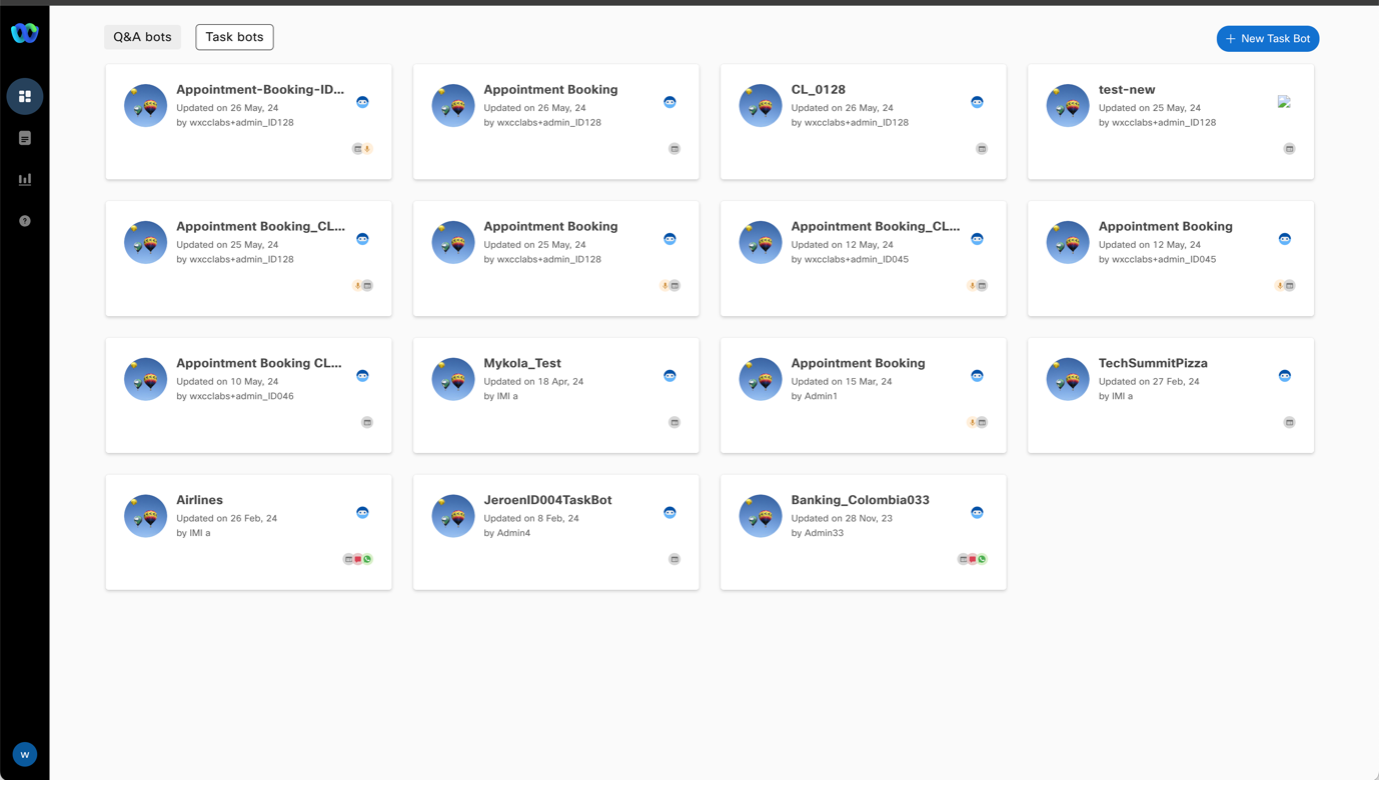 Q&A bots
Task bots
+ New Task Bot
Appointment-Booking-ID...
Updated on 26 May, 24
by wxcclabs+admin_ID128
Appointment Booking
Updated on 26 May, 24
by wxcclabs+admin_ID128
CL_0128
Updated on 26 May, 24
by wxcclabs+admin_ID128
test-new
Updated on 25 May, 24
by wxcclabs+admin_ID128
Appointment Booking_CL...
Updated on 25 May, 24
by wxcclabs+admin_ID128
Appointment Booking
Updated on 25 May, 24
by wxcclabs+admin_ID128
Appointment Booking_CL...
Updated on 12 May, 24
by wxcclabs+admin_ID045
Appointment Booking
Updated on 12 May, 24
by wxcclabs+admin_ID045
Appointment Booking CL...
Updated on 10 May, 24
by wxcclabs+admin_ID046
Mykola_Test
Updated on 18 Apr, 24
by IMI a
Appointment Booking
Updated on 15 Mar, 24
by Admin1
TechSummitPizza
Updated on 27 Feb, 24
by IMI a
Airlines
Updated on 26 Feb, 24
by IMI a
JeroenID004TaskBot
Updated on 8 Feb, 24
by Admin4
Banking_Colombia033
Updated on 28 Nov, 23
by Admin33
W